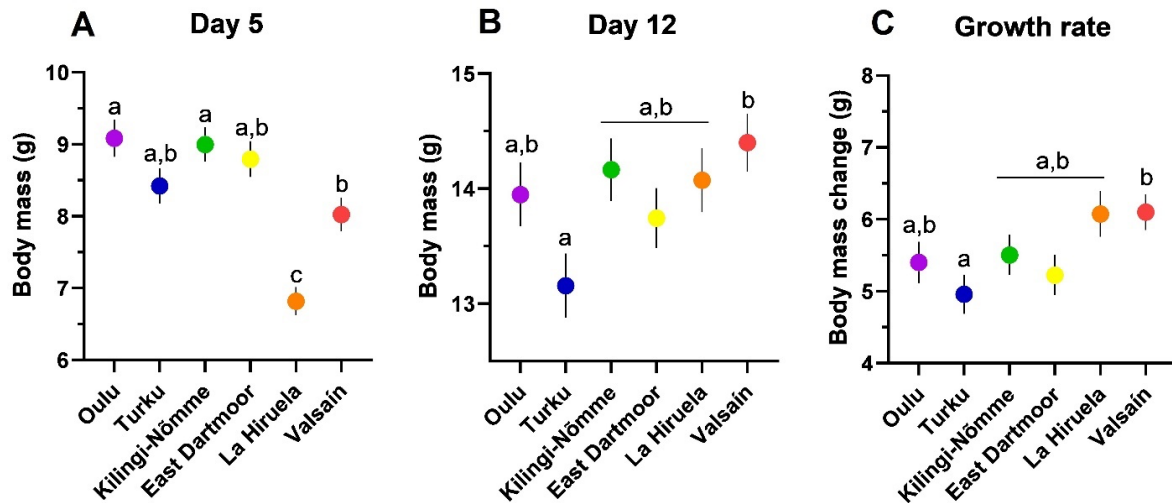 A Day 5
Body mass (g)
10
9
8
7
6
a
a,b
a
a,b
c
b
Oulu
Turku
Kilingi-Nõmme
East Dartmoor
La Hiruela
Valsaín
B Day 12
Body mass (g)
15
14
13
a,b
a
a,b
b
Oulu
Turku
Kilingi-Nõmme
East Dartmoor
La Hiruela
Valsaín
C Growth rate
Body mass change (g)
8
7
6
5
4
a,b
a
a,b
b
Oulu
Turku
Kilingi-Nõmme
East Dartmoor
La Hiruela
Valsaín